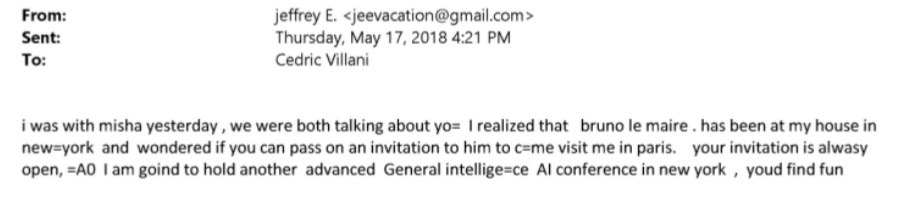 From: jeffrey E. <jeevacation@gmail.com>
Sent: Thursday, May 17, 2018 4:21 PM
To: Cedric Villani
i was with misha yesterday , we were both talking about yo=  I realized that   bruno le maire . has been at my house in
new=york  and  wondered if you can pass on an invitation to him to c=me visit me in paris.   your invitation is alwasy
open, =A0  I am goind to hold another  advanced  General intellige=ce  AI conference in new york  ,  youd find fun